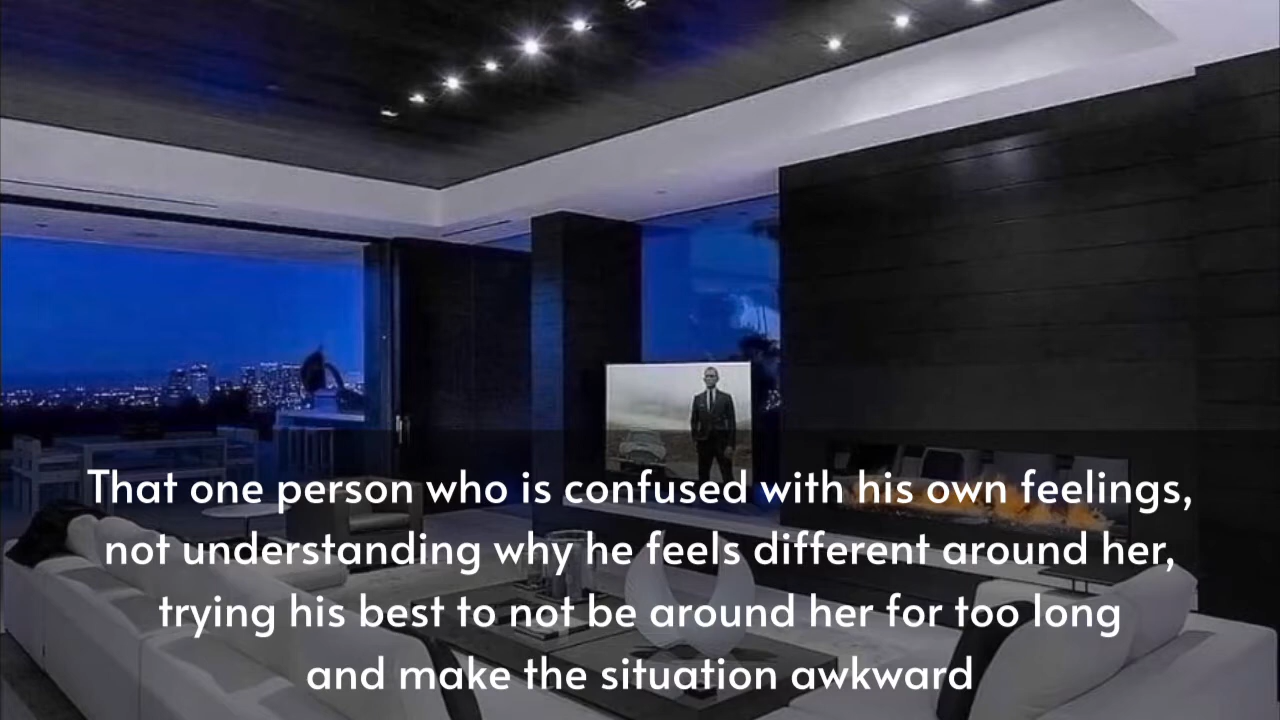 That one person who is confused with his own feelings,
not understanding why he feels different around her,
trying his best to not be around her for too long
and make the situation awkward